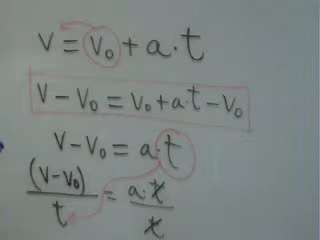 v = v₀ + a · t
v - v₀ = v₀ + a · t - v₀
v - v₀ = a · t
(v-v₀)/t = a · t/t